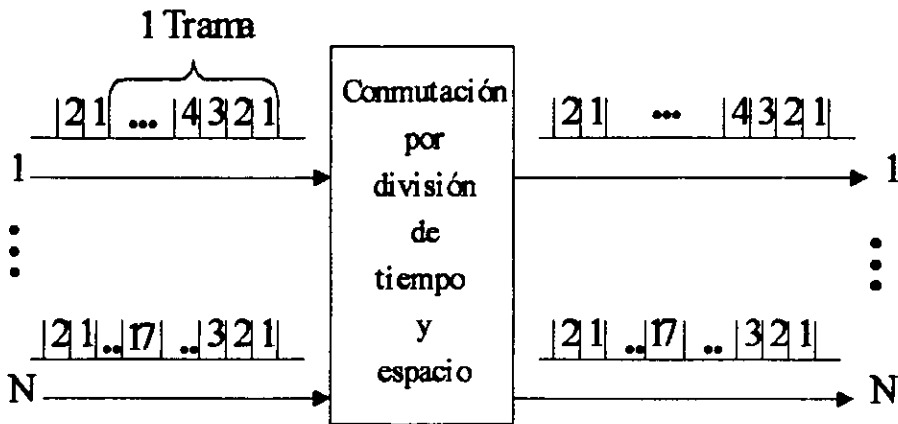 1 Trama
2 1 ... 4 3 2 1
1
2 1 .. 17 .. 3 2 1
N
Conmutación
por
división
de
tiempo
y
espacio
2 1 ... 4 3 2 1
1
2 1 .. 17 .. 3 2 1
N